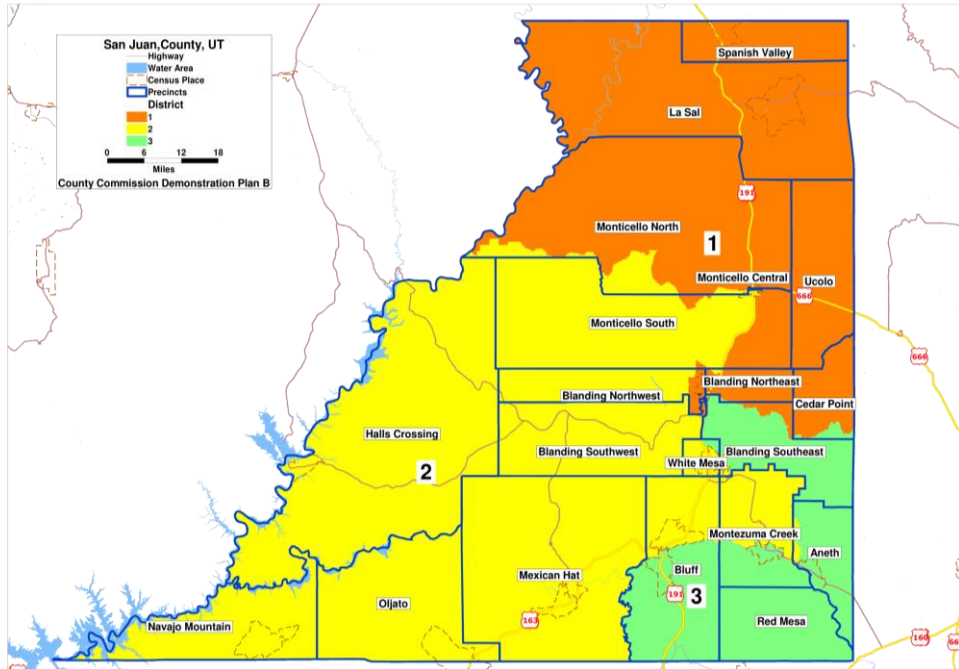 San Juan,County, UT
Highway
Water Area
Census Place
Precincts
District
1
2
3
0 6 12 18
Miles
County Commission Demonstration Plan B
Spanish Valley
La Sal
191
Monticello North
1
Monticello Central
Ucolo
666
Monticello South
666
Blanding Northeast
Blanding Northwest
Cedar Point
Halls Crossing
Blanding Southwest
Blanding Southeast
White Mesa
2
Montezuma Creek
Aneth
Bluff
Mexican Hat
191
3
Oljato
163
Red Mesa
Navajo Mountain
160